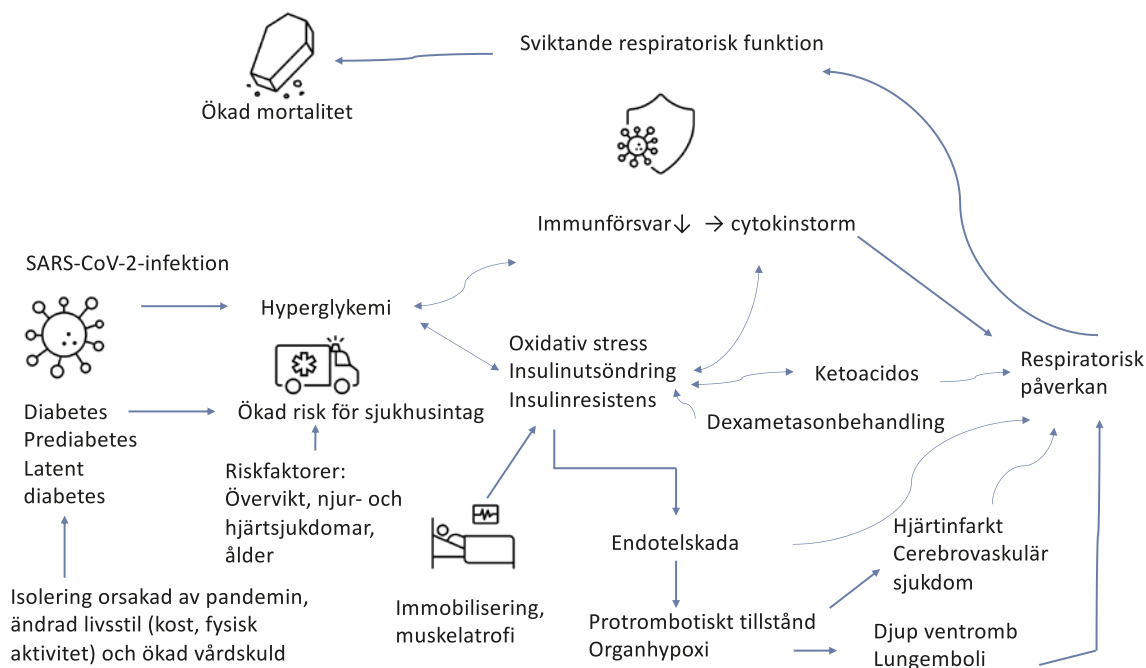 Sviktande respiratorisk funktion
Ökad mortalitet
Immunförsvar↓ → cytokinstorm
SARS-CoV-2-infektion
Hyperglykemi
Oxidativ stress
Insulinutsöndring
Insulinresistens
Ketoacidos
Respiratorisk
påverkan
Diabetes
Prediabetes
Latent
diabetes
Ökad risk för sjukhusintag
Dexametasonbehandling
Riskfaktorer:
Övervikt, njur- och
hjärtsjukdomar,
ålder
Endotelskada
Hjärtinfarkt
Cerebrovaskulär
sjukdom
Isolering orsakad av pandemin,
ändrad livsstil (kost, fysisk
aktivitet) och ökad vårdskuld
Immobilisering,
muskelatrofi
Protrombotiskt tillstånd
Organhypoxi
Djup ventromb
Lungemboli